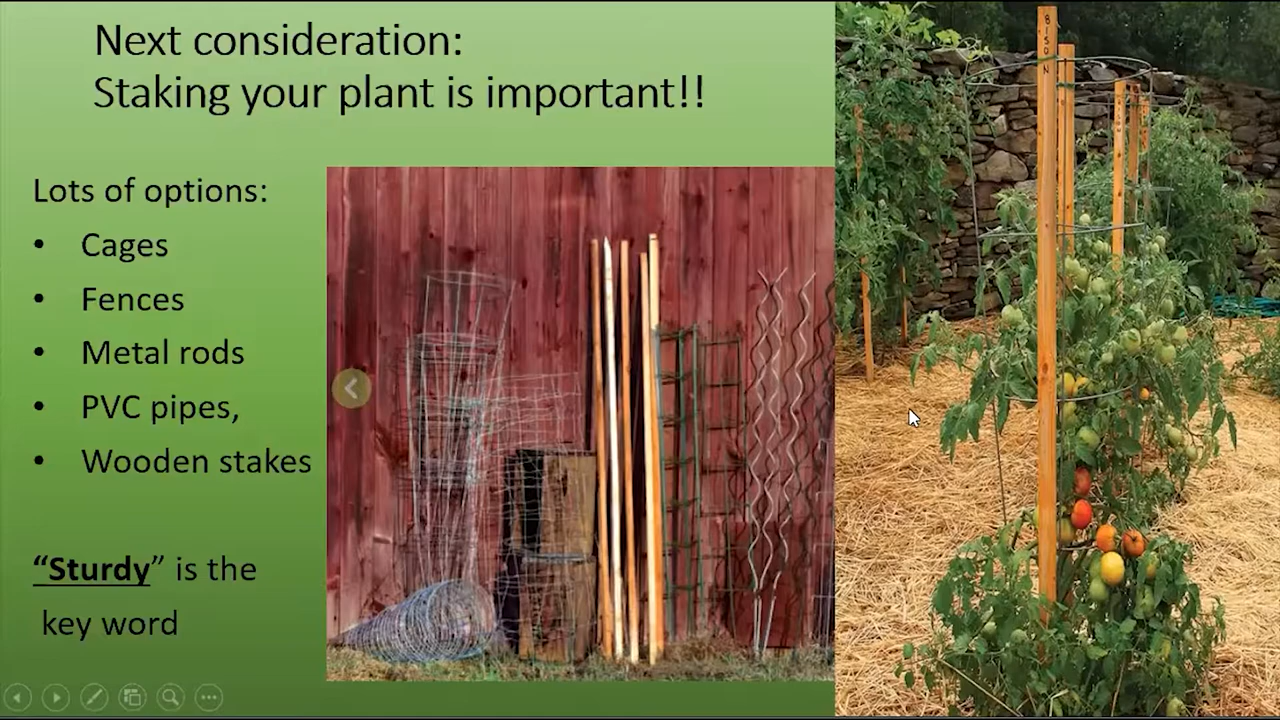 Next consideration:
Staking your plant is important!!
Lots of options:
• Cages
• Fences
• Metal rods
• PVC pipes,
• Wooden stakes
“Sturdy” is the
key word
BISON